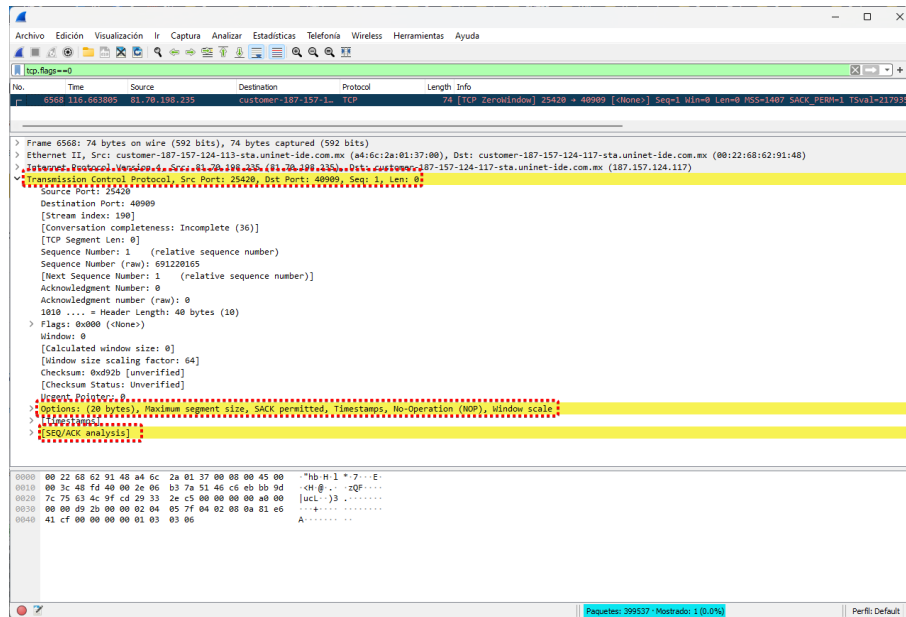 Archivo Edición Visualización Ir Captura Analizar Estadísticas Telefonía Wireless Herramientas Ayuda
tcp.flags==0
No. Time Source Destination Protocol Length Info
6568 116.663805 81.70.198.235 customer-187-157-1… TCP 74 [TCP ZeroWindow] 25420 → 40909 [<None>] Seq=1 Win=0 Len=0 MSS=1407 SACK_PERM=1 TSval=217935
Frame 6568: 74 bytes on wire (592 bits), 74 bytes captured (592 bits)
Ethernet II, Src: customer-187-157-124-113-sta.uninet-ide.com.mx (a4:6c:2a:01:37:00), Dst: customer-187-157-124-117-sta.uninet-ide.com.mx (00:22:68:62:91:48)
Internet Protocol Version 4, Src: 81.70.198.235 (81.70.198.235), Dst: customer-187-157-124-117-sta.uninet-ide.com.mx (187.157.124.117)
Transmission Control Protocol, Src Port: 25420, Dst Port: 40909, Seq: 1, Len: 0
Source Port: 25420
Destination Port: 40909
[Stream index: 190]
[Conversation completeness: Incomplete (36)]
[TCP Segment Len: 0]
Sequence Number: 1 (relative sequence number)
Sequence Number (raw): 691220165
[Next Sequence Number: 1 (relative sequence number)]
Acknowledgment Number: 0
Acknowledgment number (raw): 0
1010 .... = Header Length: 40 bytes (10)
Flags: 0x000 (<None>)
Window: 0
[Calculated window size: 0]
[Window size scaling factor: 64]
Checksum: 0xd92b [unverified]
[Checksum Status: Unverified]
Urgent Pointer: 0
Options: (20 bytes), Maximum segment size, SACK permitted, Timestamps, No-Operation (NOP), Window scale
[Timestamps]
[SEQ/ACK analysis]
0000 00 22 68 62 91 48 a4 6c 2a 01 37 00 08 00 45 00 ·"hb·H·l *·7···E·
0010 00 3c 48 fd 40 00 2e 06 b3 7a 51 46 c6 eb bb 9d ·<H·@·.· ·zQF····
0020 7c 75 63 4c 9f cd 29 33 2e c5 00 00 00 00 a0 00 |ucL··)3 .·······
0030 00 00 d9 2b 00 00 02 04 05 7f 04 02 08 0a 81 e6 ···+···· ········
0040 41 cf 00 00 00 00 01 03 03 06 A······· ··
Paquetes: 399537 · Mostrado: 1 (0.0%) Perfil: Default